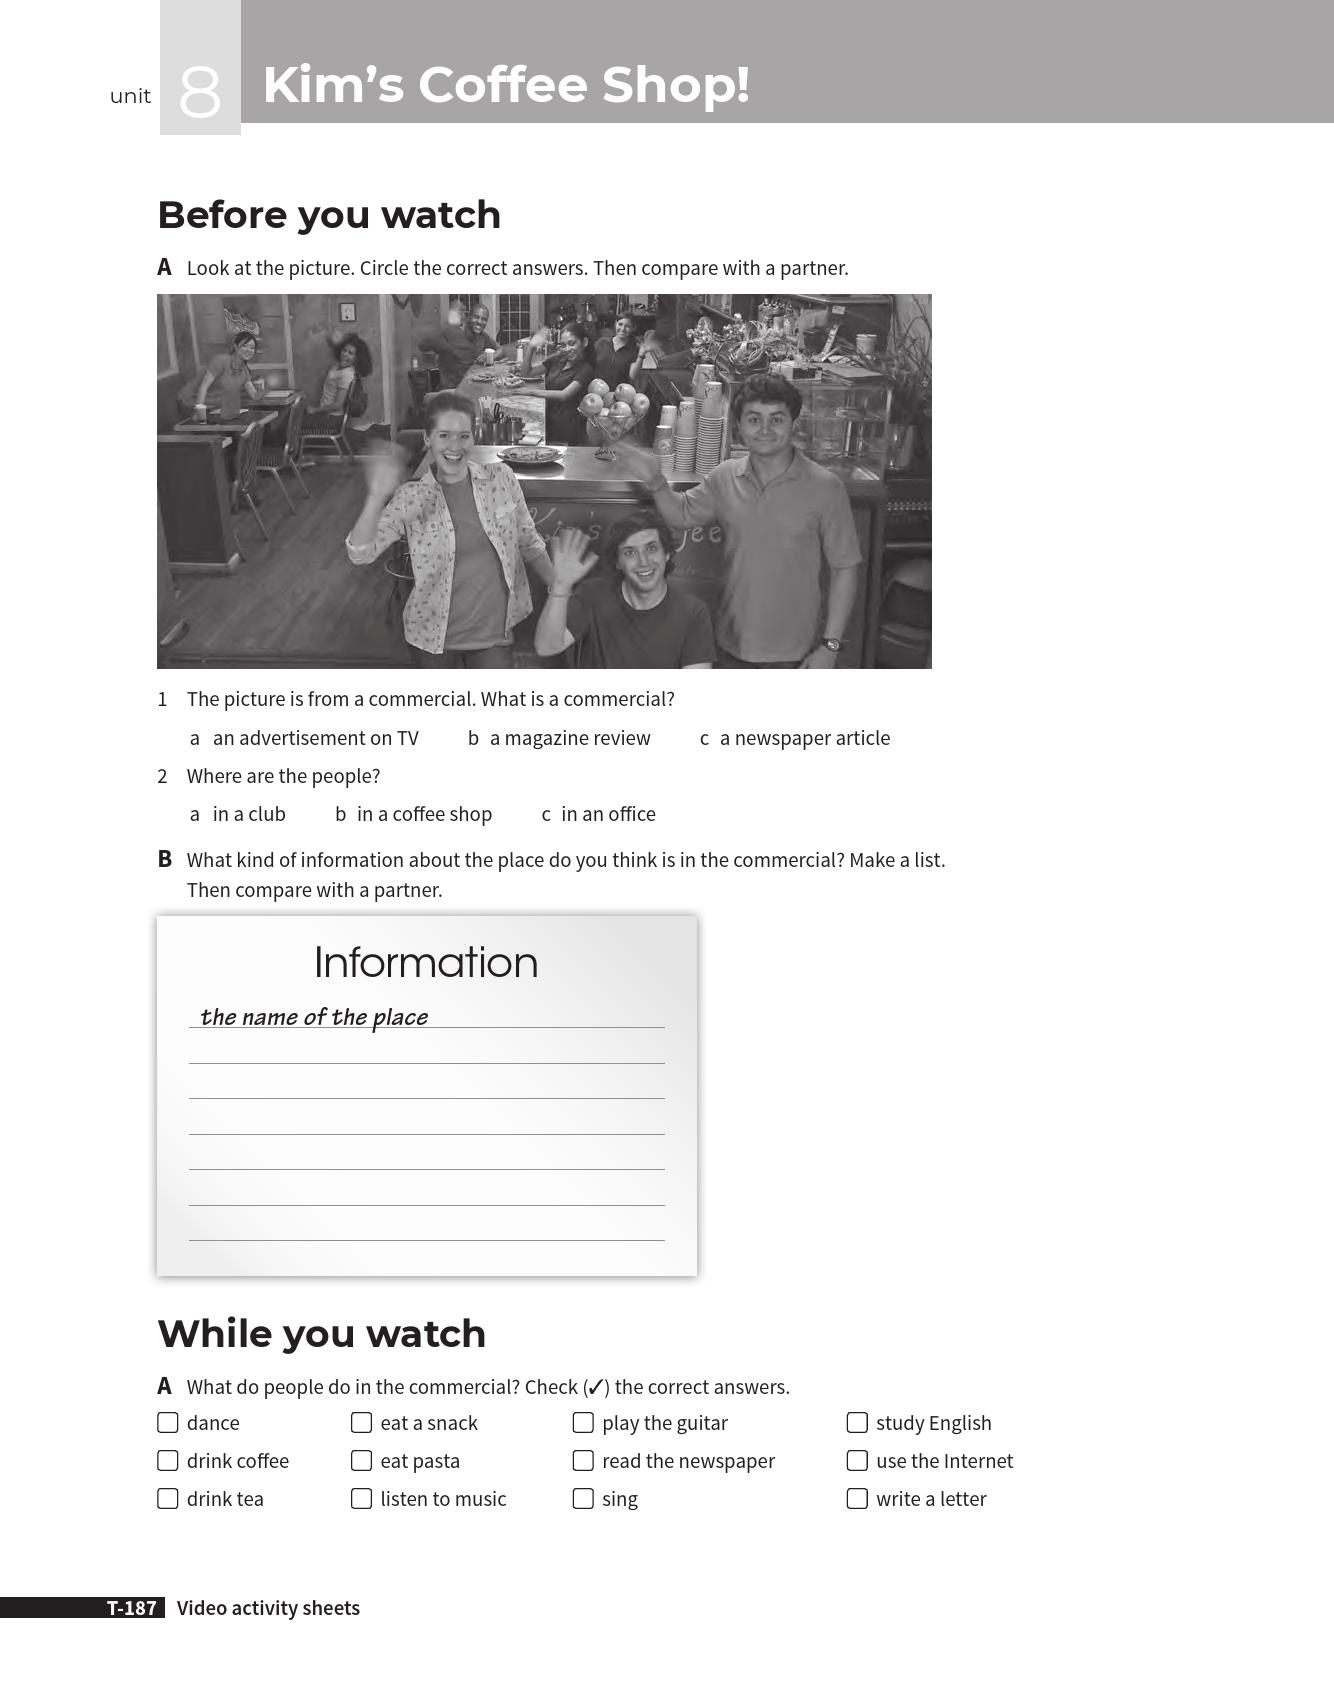 unit 8 Kim’s Coffee Shop!
Before you watch
A Look at the picture. Circle the correct answers. Then compare with a partner.
Kim's
1 The picture is from a commercial. What is a commercial?
a an advertisement on TV b a magazine review c a newspaper article
2 Where are the people?
a in a club b in a coffee shop c in an office
B What kind of information about the place do you think is in the commercial? Make a list.
Then compare with a partner.
Information
the name of the place
While you watch
A What do people do in the commercial? Check (✓) the correct answers.
dance eat a snack play the guitar study English
drink coffee eat pasta read the newspaper use the Internet
drink tea listen to music sing write a letter
T-187 Video activity sheets